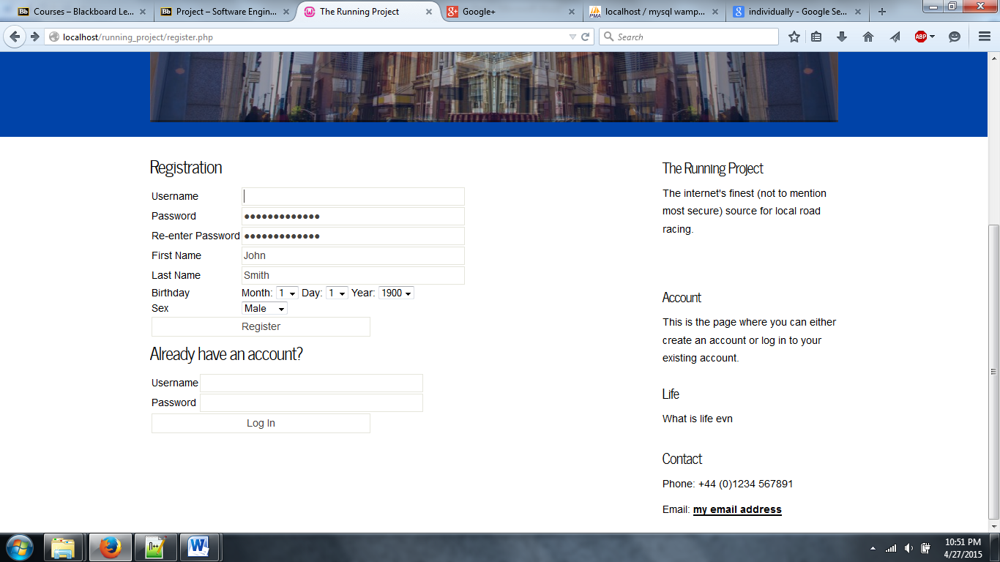 Courses – Blackboard Le...
Project – Software Engin...
The Running Project
Google+
localhost / mysql wamp...
individually - Google Se...
localhost/running_project/register.php
Search
ABP
Registration
Username
Password ●●●●●●●●●●●●●
Re-enter Password ●●●●●●●●●●●●●
First Name John
Last Name Smith
Birthday Month: 1 Day: 1 Year: 1900
Sex Male
Register
Already have an account?
Username
Password
Log In
The Running Project
The internet's finest (not to mention
most secure) source for local road
racing.
Account
This is the page where you can either
create an account or log in to your
existing account.
Life
What is life evn
Contact
Phone: +44 (0)1234 567891
Email: my email address
10:51 PM
4/27/2015